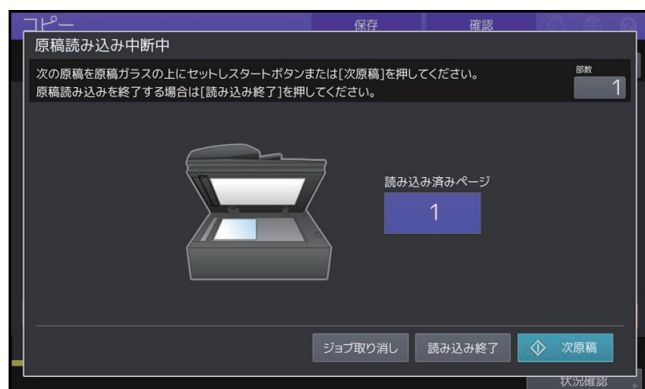 コピー
保存
確認
原稿読み込み中断中
次の原稿を原稿ガラスの上にセットしスタートボタンまたは[次原稿]を押してください。
原稿読み込みを終了する場合は[読み込み終了]を押してください。
部数
1
読み込み済みページ
1
ジョブ取り消し
読み込み終了
次原稿
状況確認